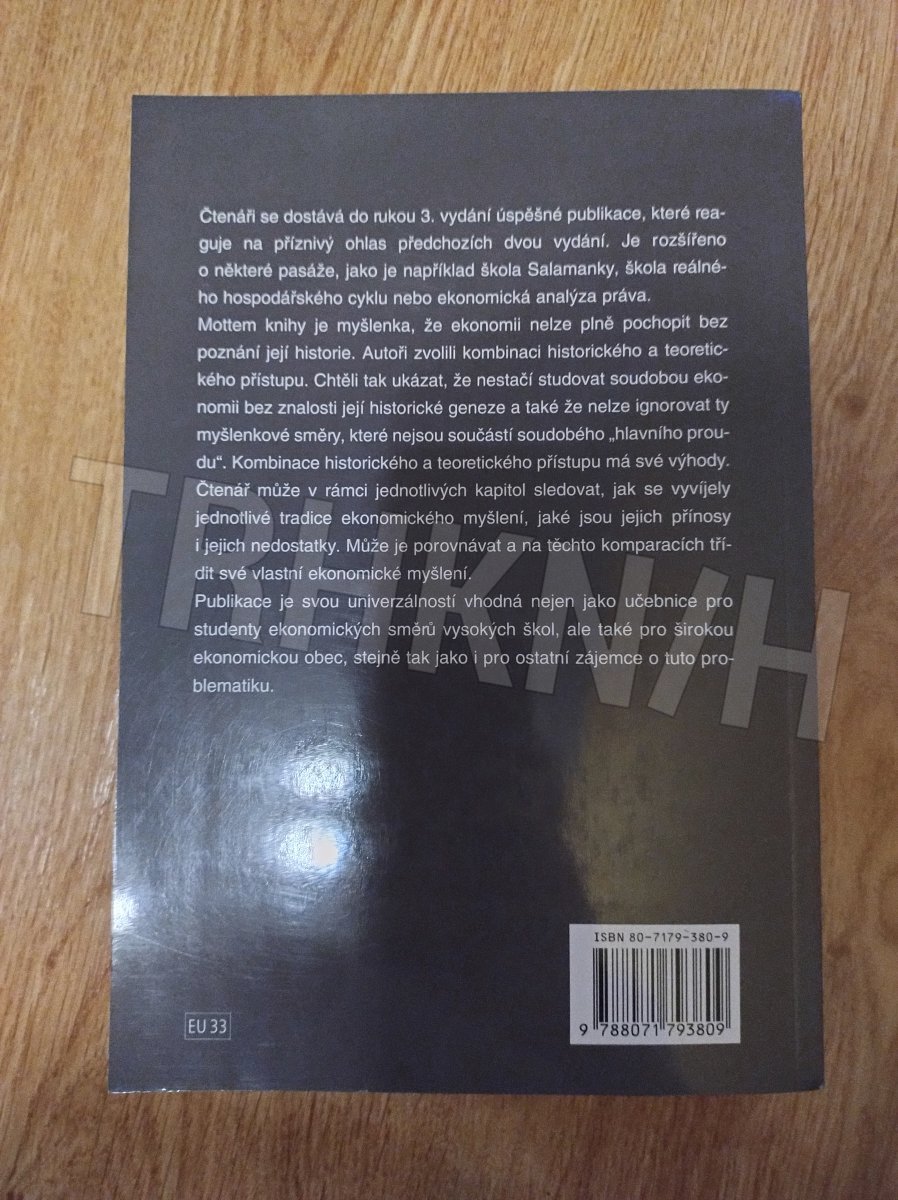 Čtenáři se dostává do rukou 3. vydání úspěšné publikace, které rea-
guje na příznivý ohlas předchozích dvou vydání. Je rozšířeno
o některé pasáže, jako je například škola Salamanky, škola reálné-
ho hospodářského cyklu nebo ekonomická analýza práva.
Mottem knihy je myšlenka, že ekonomii nelze plně pochopit bez
poznání její historie. Autoři zvolili kombinaci historického a teoretic-
kého přístupu. Chtěli tak ukázat, že nestačí studovat soudobou eko-
nomii bez znalosti její historické geneze a také že nelze ignorovat ty
myšlenkové směry, které nejsou součástí soudobého „hlavního prou-
du“. Kombinace historického a teoretického přístupu má své výhody.
Čtenář může v rámci jednotlivých kapitol sledovat, jak se vyvíjely
jednotlivé tradice ekonomického myšlení, jaké jsou jejich přínosy
i jejich nedostatky. Může je porovnávat a na těchto komparacích tří-
dit své vlastní ekonomické myšlení.
Publikace je svou univerzálností vhodná nejen jako učebnice pro
studenty ekonomických směrů vysokých škol, ale také pro širokou
ekonomickou obec, stejně tak jako i pro ostatní zájemce o tuto pro-
blematiku.
TRHKNIH
ISBN 80-7179-380-9
9 788071 793809
EU 33